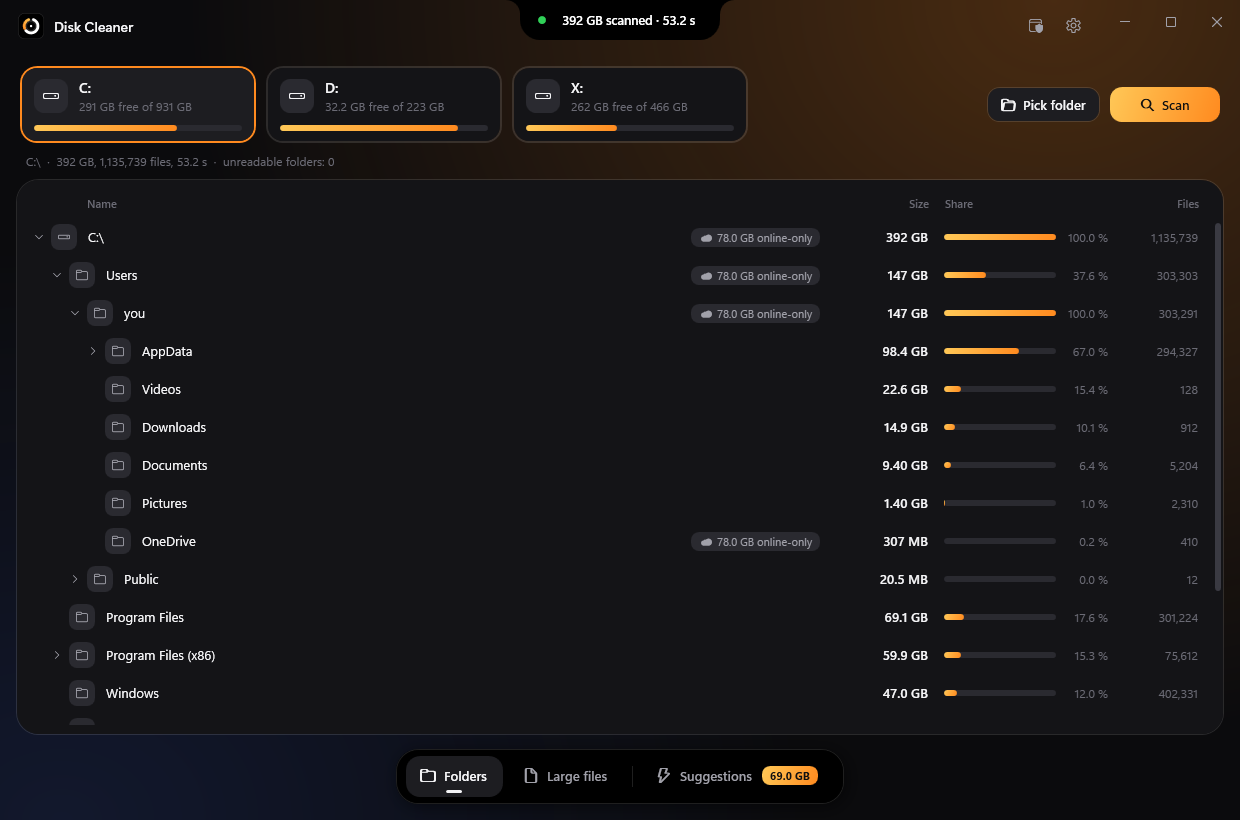 Disk Cleaner
392 GB scanned · 53.2 s
C:
291 GB free of 931 GB
D:
32.2 GB free of 223 GB
X:
262 GB free of 466 GB
Pick folder
Scan
C:\ · 392 GB, 1,135,739 files, 53.2 s · unreadable folders: 0
Name Size Share Files
C:\ 78.0 GB online-only 392 GB 100.0 % 1,135,739
Users 78.0 GB online-only 147 GB 37.6 % 303,303
you 78.0 GB online-only 147 GB 100.0 % 303,291
AppData 98.4 GB 67.0 % 294,327
Videos 22.6 GB 15.4 % 128
Downloads 14.9 GB 10.1 % 912
Documents 9.40 GB 6.4 % 5,204
Pictures 1.40 GB 1.0 % 2,310
OneDrive 78.0 GB online-only 307 MB 0.2 % 410
Public 20.5 MB 0.0 % 12
Program Files 69.1 GB 17.6 % 301,224
Program Files (x86) 59.9 GB 15.3 % 75,612
Windows 47.0 GB 12.0 % 402,331
Folders Large files Suggestions 69.0 GB